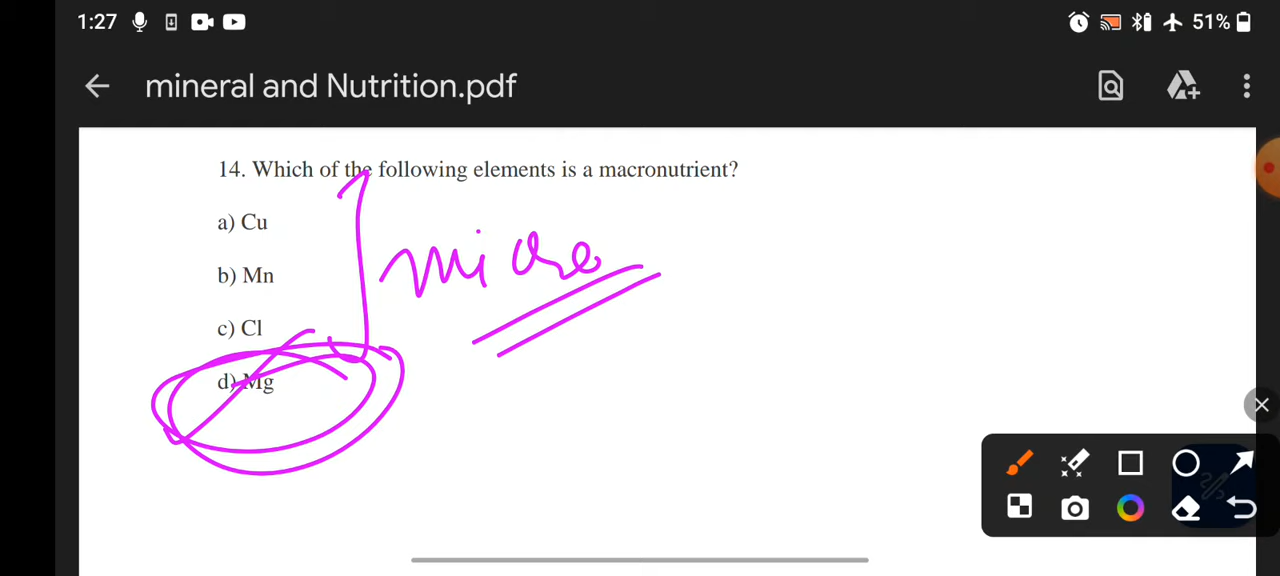 1:27 51%
mineral and Nutrition.pdf
14. Which of the following elements is a macronutrient?
a) Cu
b) Mn
micro
c) Cl
d) Mg